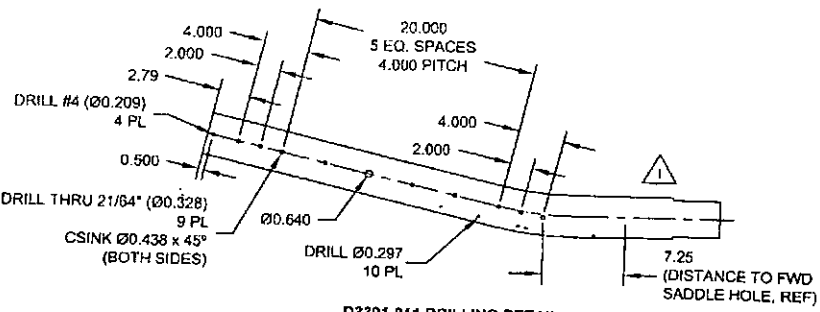 4.000
2.000
2.79
DRILL #4 (Ø0.209)
4 PL
0.500
DRILL THRU 21/64" (Ø0.328)
9 PL
CSINK Ø0.438 x 45°
(BOTH SIDES)
20.000
5 EQ. SPACES
4.000 PITCH
Ø0.640
DRILL Ø0.297
10 PL
4.000
2.000
1
7.25
(DISTANCE TO FWD
SADDLE HOLE, REF)